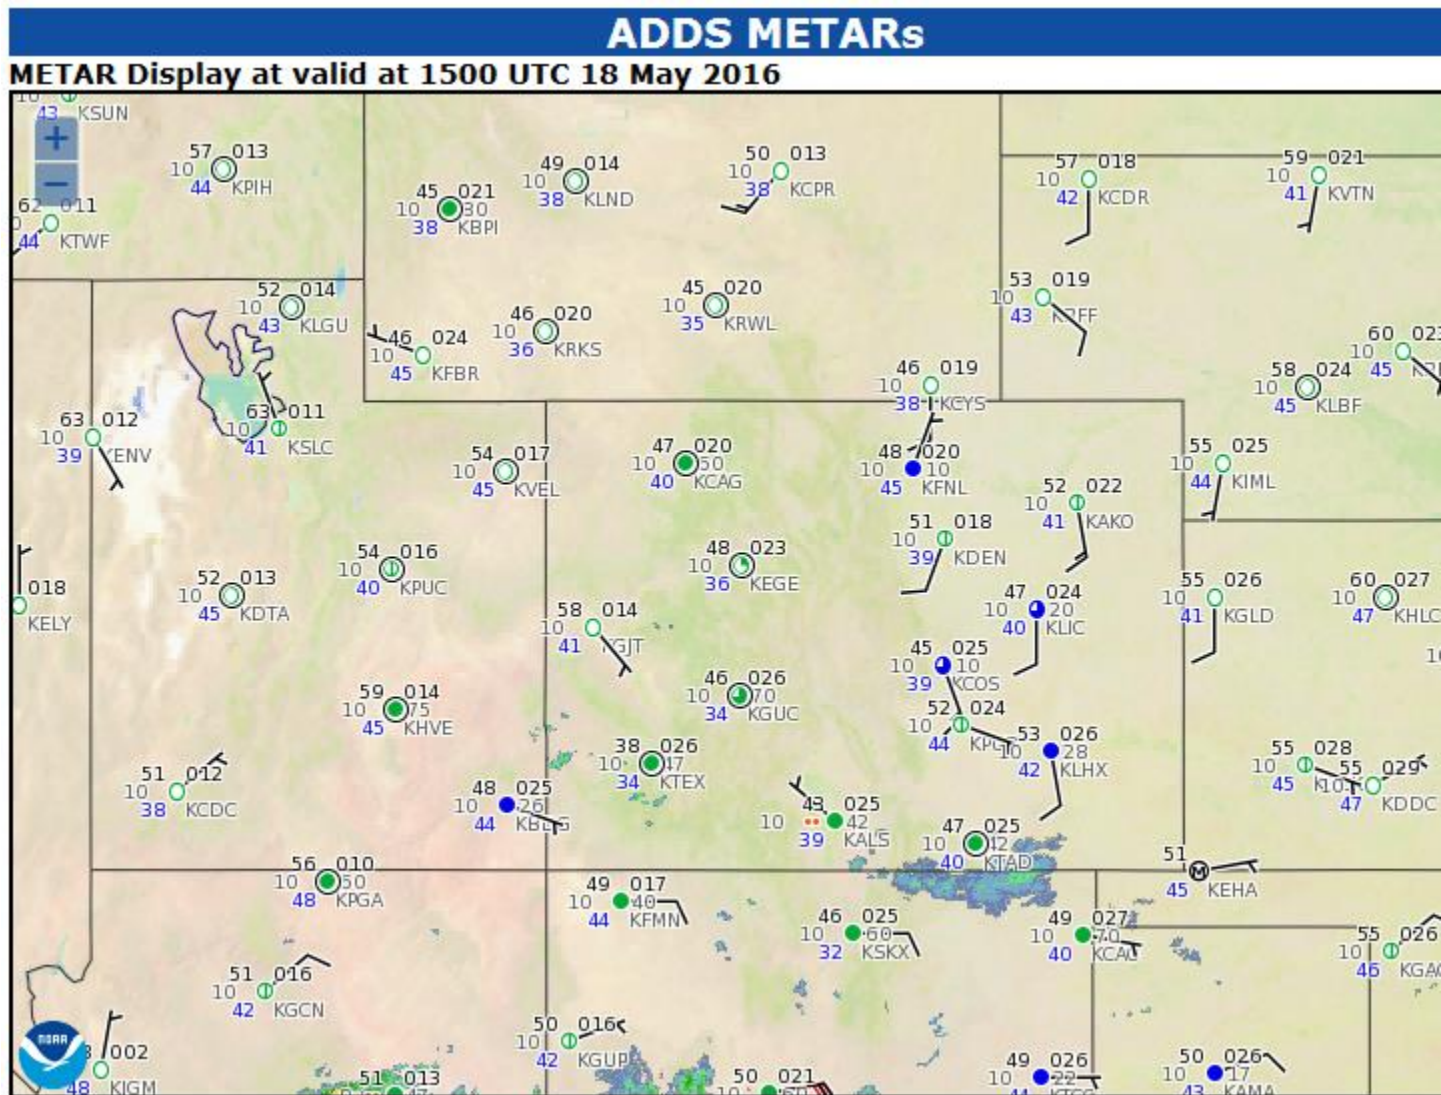 ADDS METARs
METAR Display at valid at 1500 UTC 18 May 2016
43 KSUN
+
−
57 013
10
44 KPIH
45 021
10 30
38 KBPI
49 014
10
38 KLND
50 013
10
38 KCPR
57 018
10
42 KCDR
59 021
10
41 KVTN
62 011
44 KTWF
52 014
10
43 KLGU
46 024
10
45 KFBR
46 020
10
36 KRKS
45 020
10
35 KRWL
53 019
10
43
60
10
45
46 019
10
38 KCYS
58 024
10
45 KLBF
63 012
10
39
63 011
10
41 KSLC
54 017
10
45 KVEL
47 020
10 50
40 KCAG
48 020
10 10
45 KFNL
55 025
10
44 KIML
52 022
10
41 KAKO
51 018
10
39 KDEN
018
KELY
52 013
10
45 KDTA
54 016
10
40 KPUC
48 023
10
36 KEGE
58 014
10
41
47 024
10 20
40 KLIC
55 026
10
41 KGLD
60 027
10
47 KHLC
45 025
10 10
39 KCOS
59 014
10 75
45 KHVE
46 026
10 70
34 KGUC
52 024
10
44
53 026
10 28
42 KLHX
51 012
10
38 KCDC
48 025
10 26
44
38 026
10 47
34 KTEX
025
10 42
39 KALS
47 025
10 42
40 KTAD
55 028
10
45
55 029
10
47 KDDC
51
M
45 KEHA
56 010
10 50
48 KPGA
49 017
10 40
44 KFMN
46 025
10 60
32 KSKX
49 027
10 70
40
55 026
10
46
51 016
10
42 KGCN
50 016
10
42 KGUP
NOAA
002
48 KIGM
51 013
50 021
49 026
10 22
50 026
10 17
43 KAMA